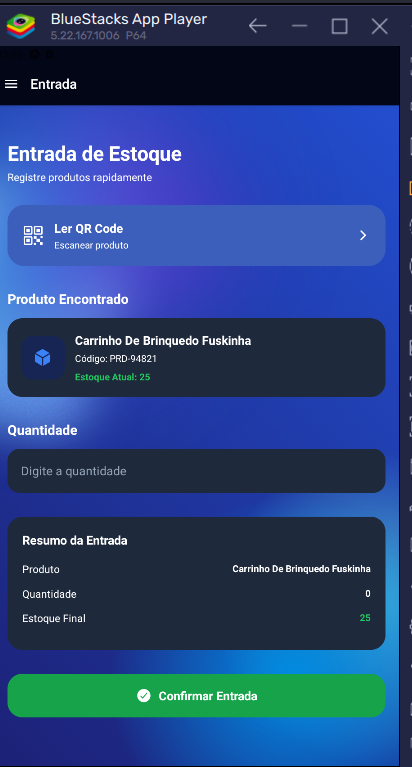 BlueStacks App Player
5.22.167.1006 P64
Entrada
Entrada de Estoque
Registre produtos rapidamente
Ler QR Code
Escanear produto
Produto Encontrado
Carrinho De Brinquedo Fuskinha
Código: PRD-94821
Estoque Atual: 25
Quantidade
Digite a quantidade
Resumo da Entrada
Produto Carrinho De Brinquedo Fuskinha
Quantidade 0
Estoque Final 25
Confirmar Entrada